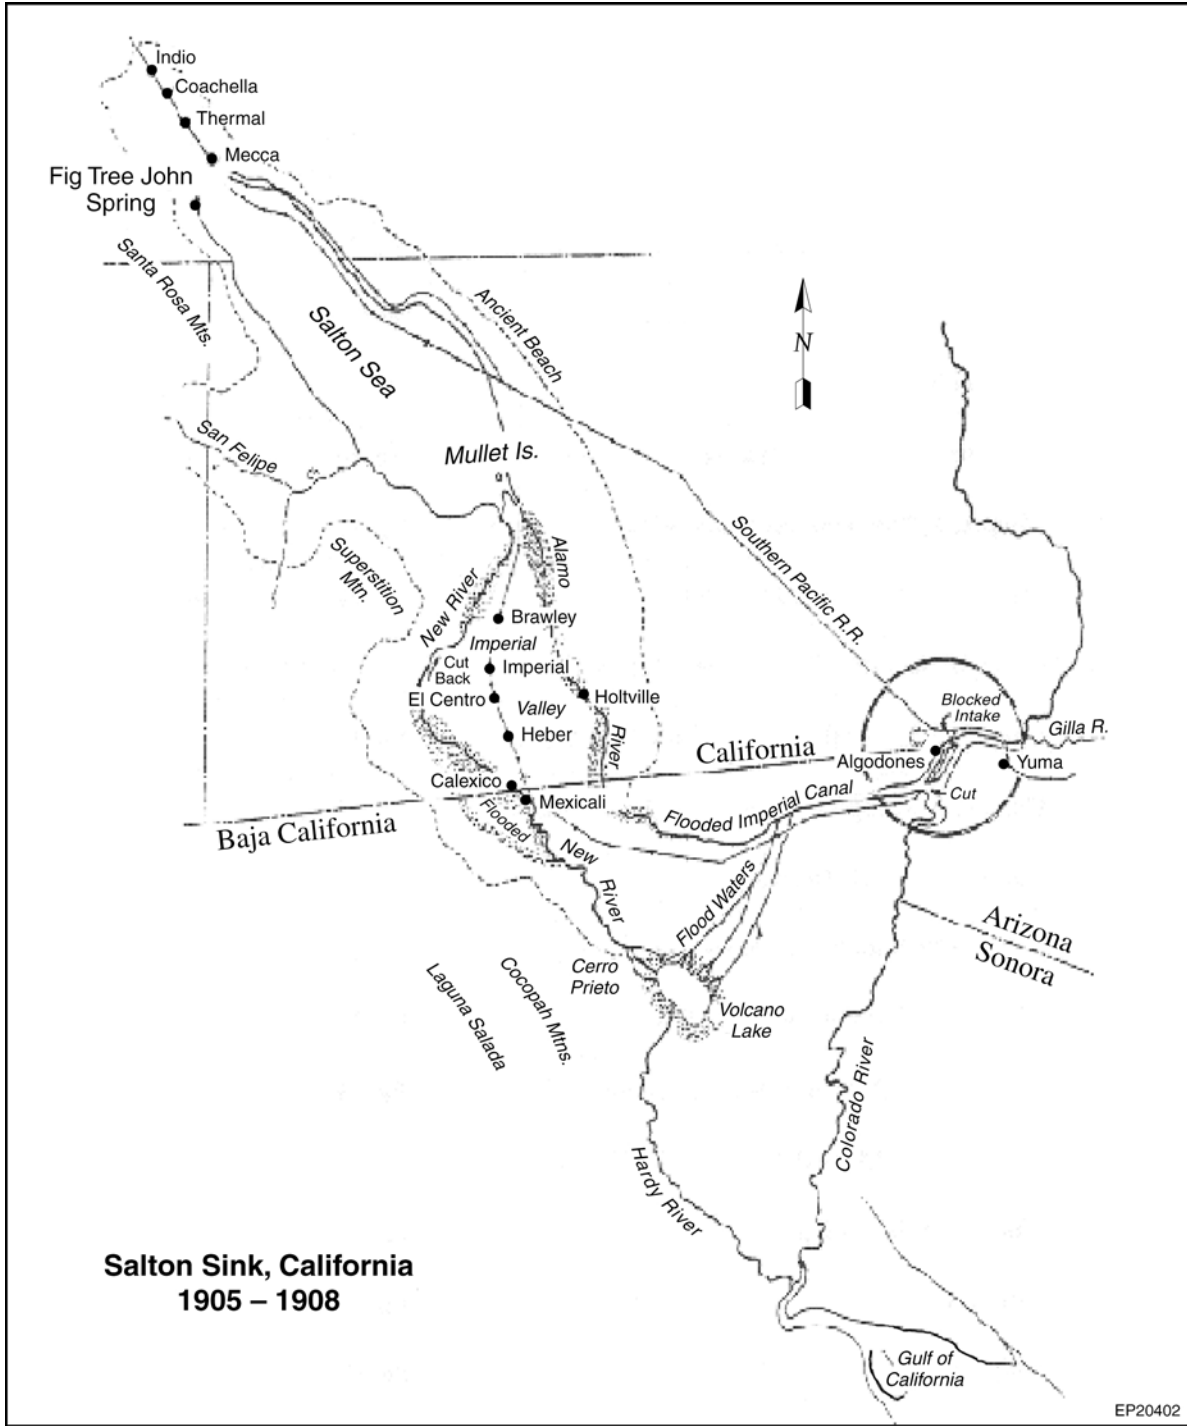 Indio
Coachella
Thermal
Mecca
Fig Tree John
Spring
Santa Rosa Mts.
Salton Sea
Ancient Beach
N
San Felipe
Mullet Is.
Superstition
Mtn.
Alamo
Southern Pacific R.R.
New River
Brawley
Imperial
Cut
Back
Imperial
El Centro
Holtville
Valley
Heber
River
Blocked
Intake
Gilla R.
California
Algodones
Yuma
Calexico
Mexicali
Cut
Flooded Imperial Canal
Baja California
Flooded
New
River
Flood Waters
Arizona
Sonora
Cerro
Prieto
Cocopah Mtns.
Laguna Salada
Volcano
Lake
Colorado River
Hardy River
Salton Sink, California
1905 – 1908
Gulf of
California
EP20402